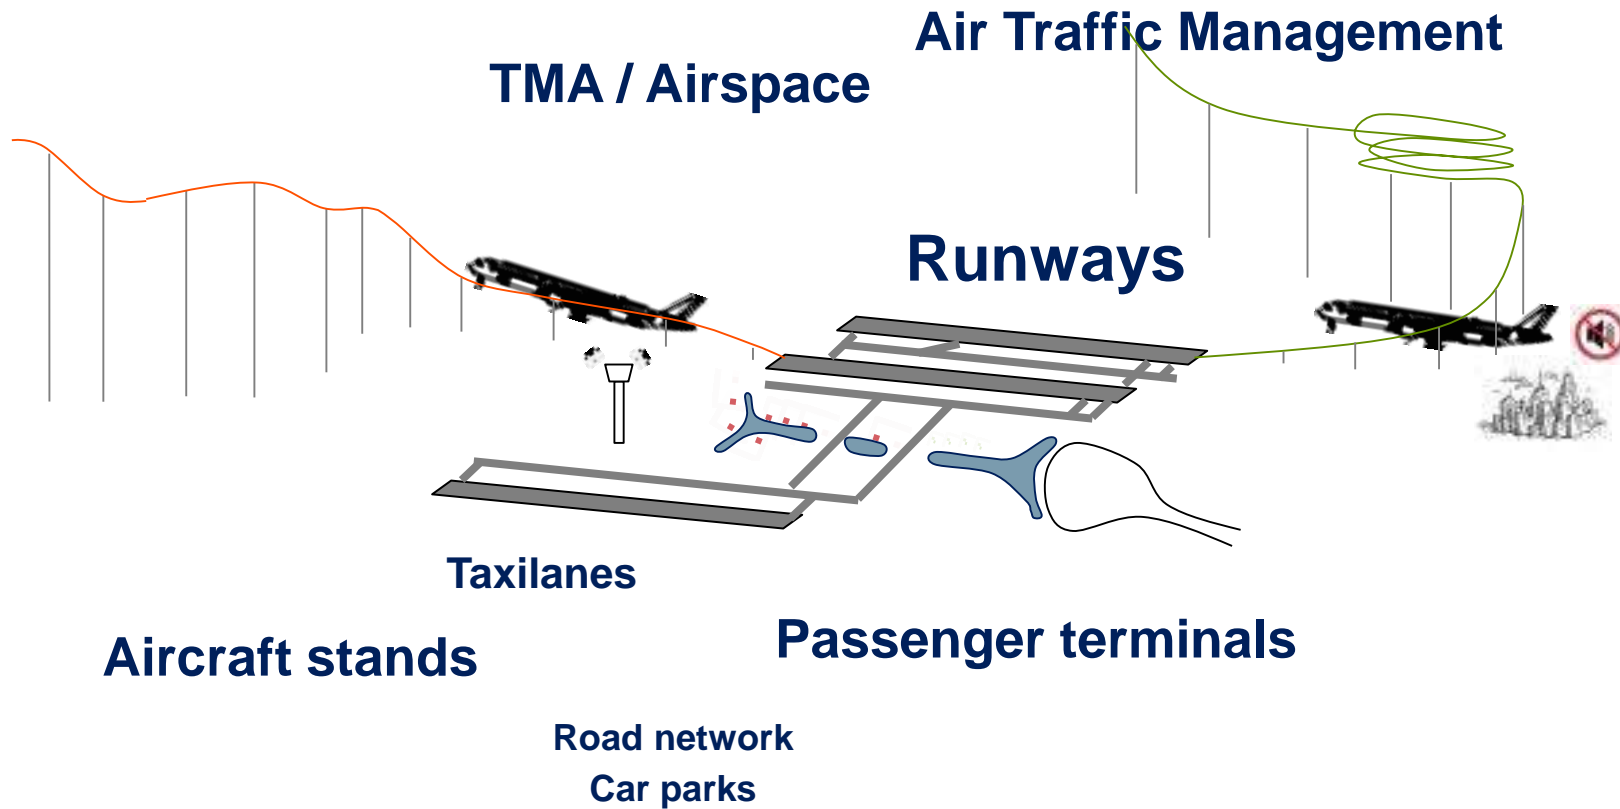 Air Traffic Management
TMA / Airspace
Runways
Taxilanes
Passenger terminals
Aircraft stands
Road network
Car parks